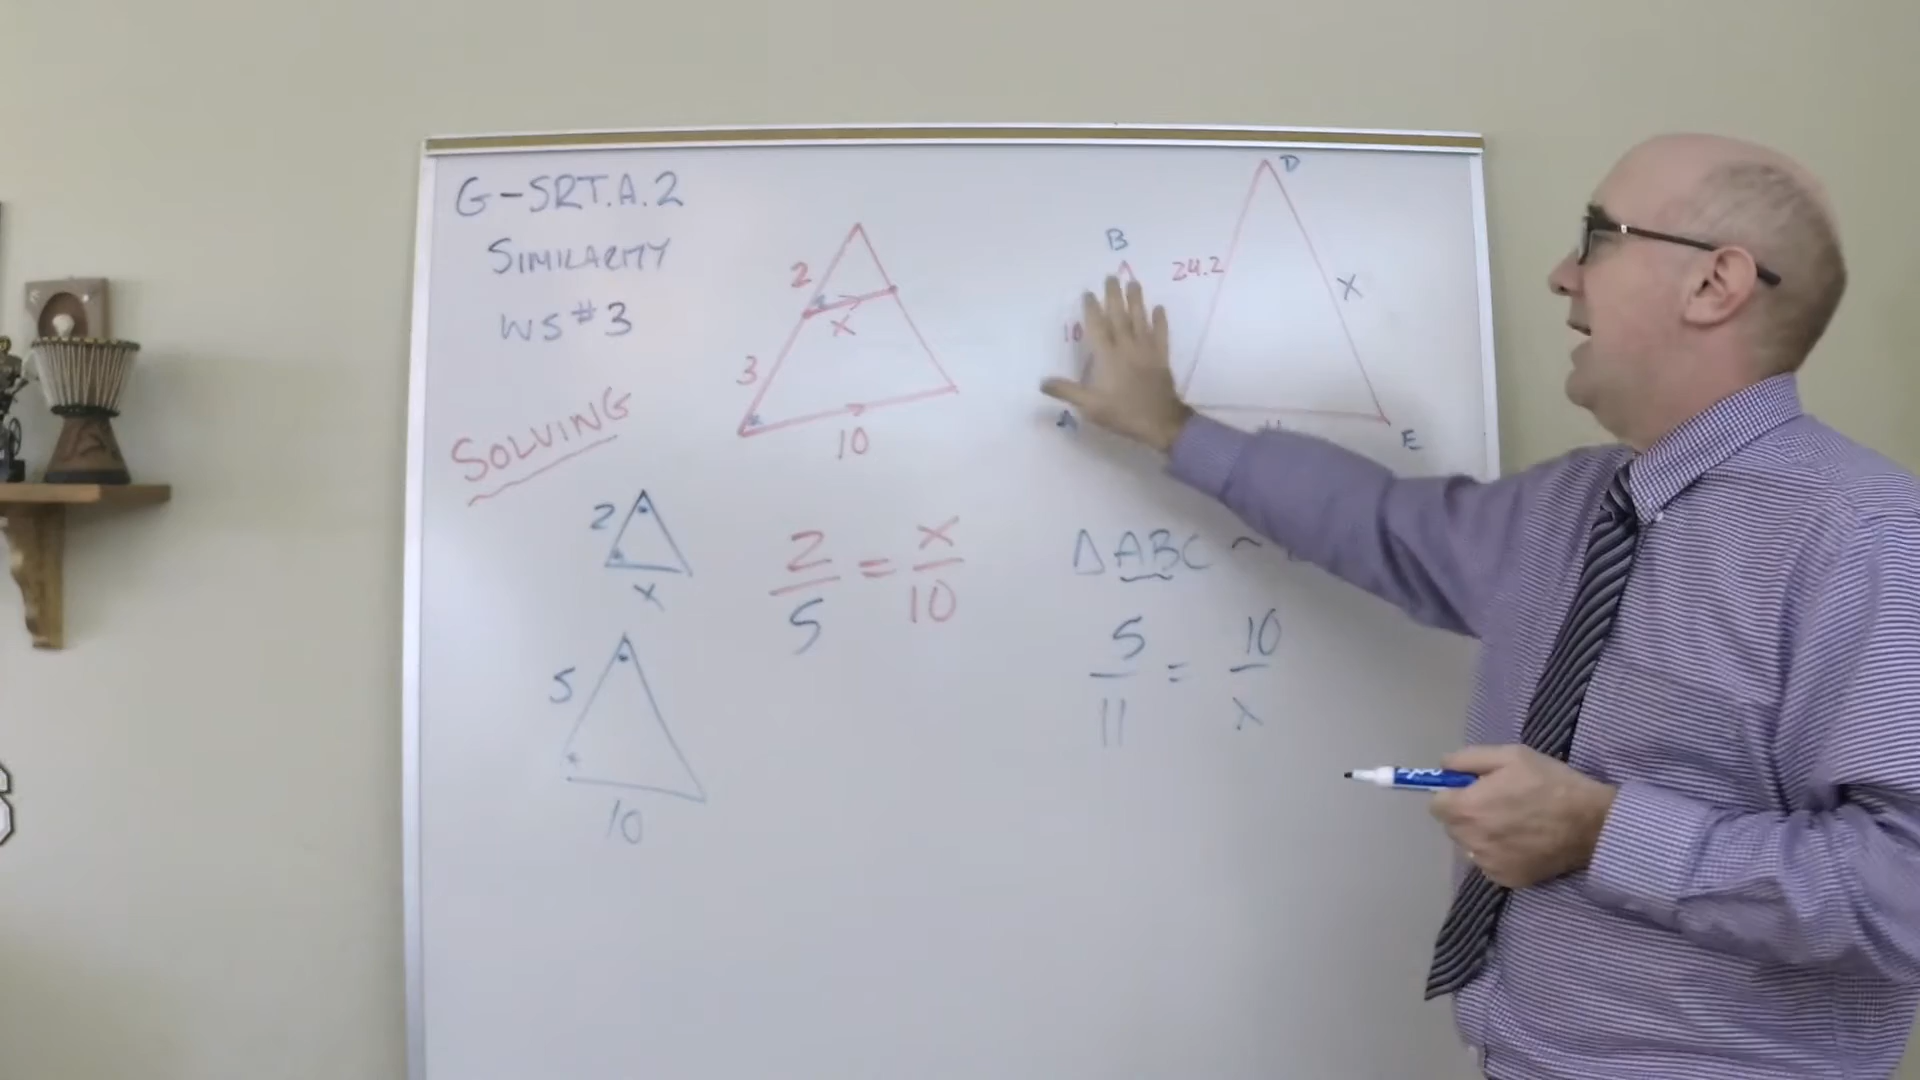 G-SRT.A.2
SIMILARITY
WS #3
SOLVING
2
X
3
10
B
10
A
D
24.2
X
E
2
x
5
10
2/5 = x/10
△ABC ~
5/11 = 10/x